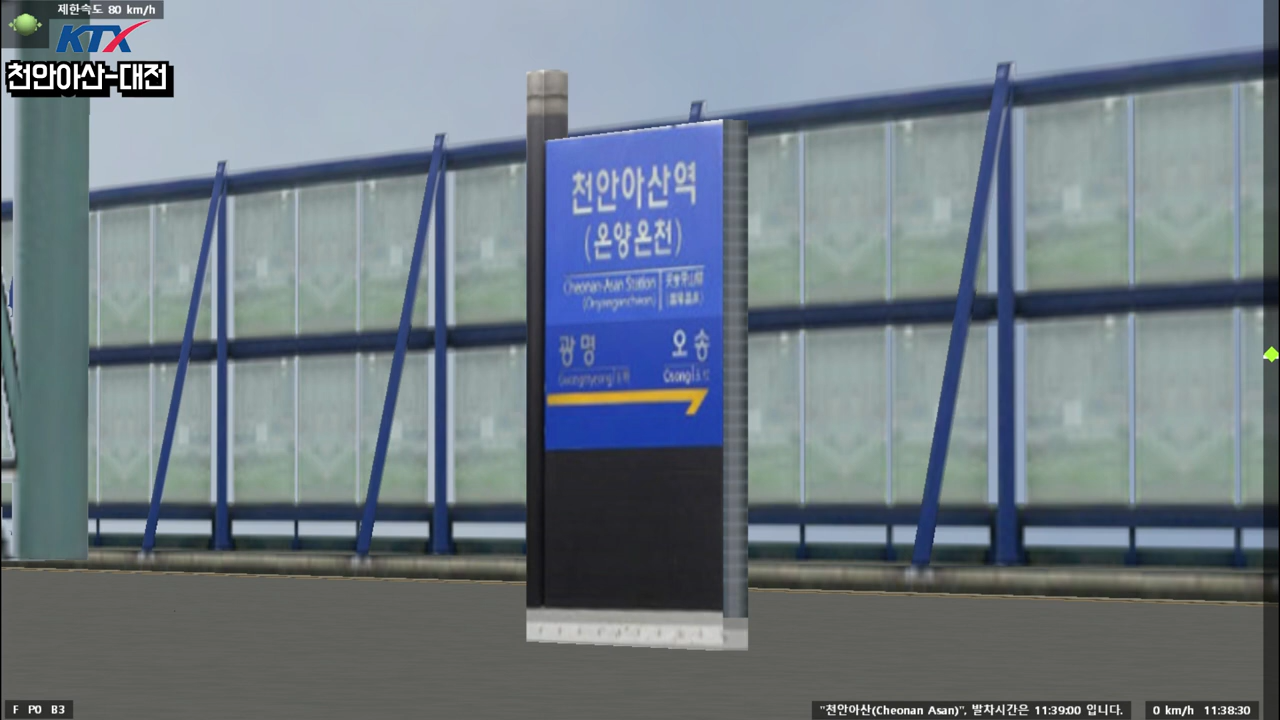 제한속도 80 km/h
KTX
천안아산-대전
천안아산역
(온양온천)
Cheonan-Asan Station
(Onyangoncheon)
광명 오송
Gwangmyeong Osong
F P0 B3
"천안아산(Cheonan Asan)", 발차시간은 11:39:00 입니다.
0 km/h 11:38:30